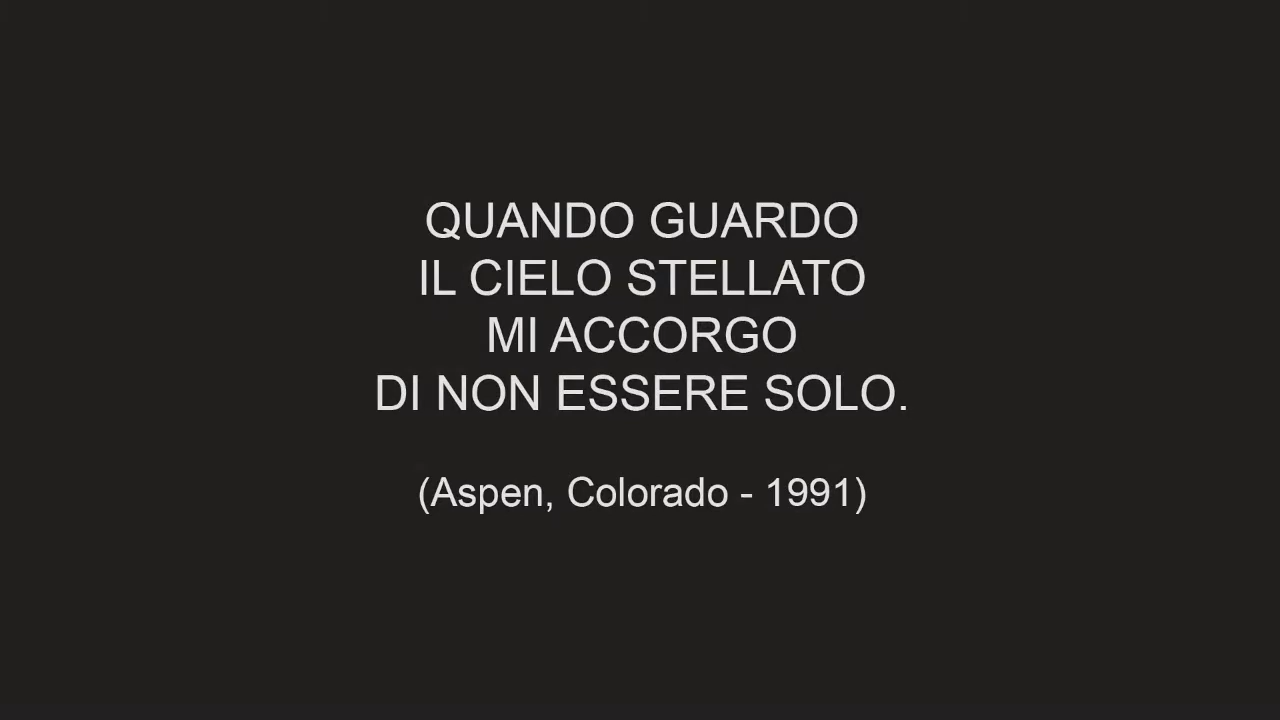 QUANDO GUARDO
IL CIELO STELLATO
MI ACCORGO
DI NON ESSERE SOLO.
(Aspen, Colorado - 1991)